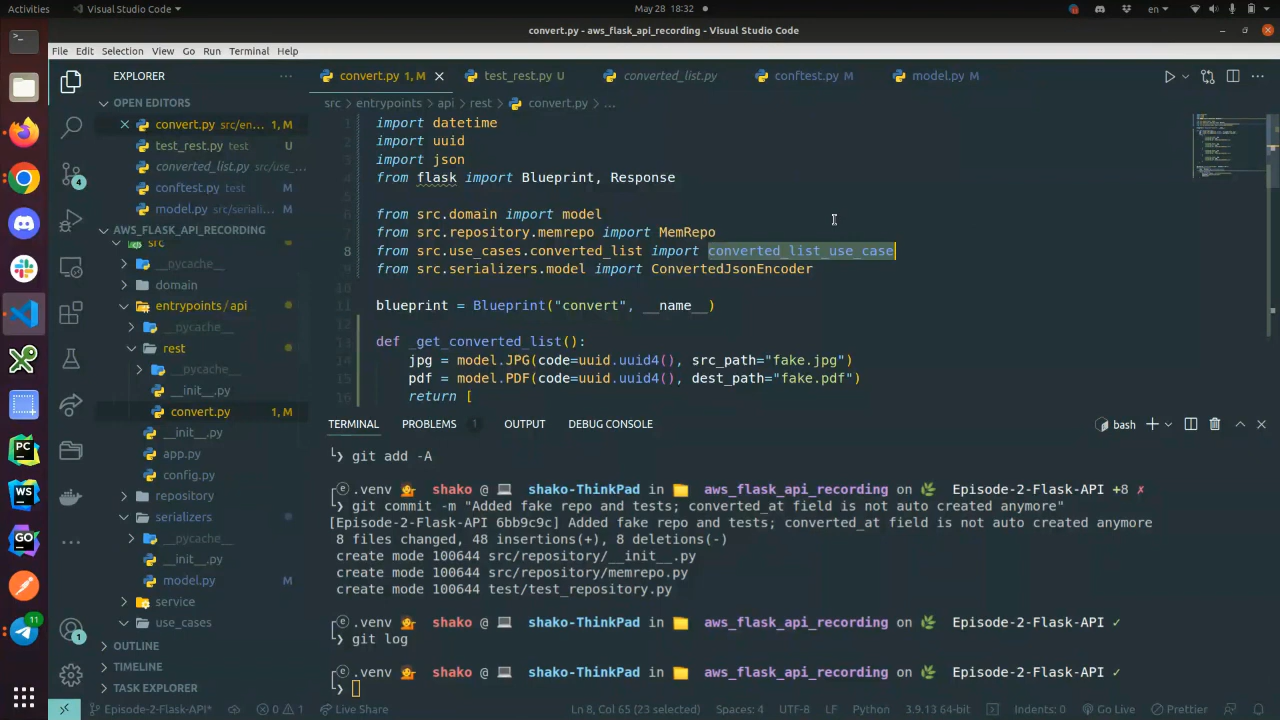 Activities
Visual Studio Code
May 28 18:32
en
convert.py - aws_flask_api_recording - Visual Studio Code
File Edit Selection View Go Run Terminal Help
EXPLORER
OPEN EDITORS
convert.py src/en... 1, M
test_rest.py test U
converted_list.py src/use_...
conftest.py test M
model.py src/seriali... M
AWS_FLASK_API_RECORDING
src
__pycache__
domain
entrypoints / api
__pycache__
rest
__pycache__
__init__.py
convert.py 1, M
__init__.py
app.py
config.py
repository
serializers
__pycache__
__init__.py
model.py M
service
use_cases
OUTLINE
TIMELINE
TASK EXPLORER
4
1
11
convert.py 1, M
test_rest.py U
converted_list.py
conftest.py M
model.py M
src > entrypoints > api > rest > convert.py > ...
1 import datetime
2 import uuid
3 import json
4 from flask import Blueprint, Response
5
6 from src.domain import model
7 from src.repository.memrepo import MemRepo
8 from src.use_cases.converted_list import converted_list_use_case
9 from src.serializers.model import ConvertedJsonEncoder
10
11 blueprint = Blueprint("convert", __name__)
12
13 def _get_converted_list():
14 jpg = model.JPG(code=uuid.uuid4(), src_path="fake.jpg")
15 pdf = model.PDF(code=uuid.uuid4(), dest_path="fake.pdf")
16 return [
TERMINAL PROBLEMS 1 OUTPUT DEBUG CONSOLE
bash
git add -A
.venv shako @ shako-ThinkPad in aws_flask_api_recording on Episode-2-Flask-API +8 ✗
git commit -m "Added fake repo and tests; converted_at field is not auto created anymore"
[Episode-2-Flask-API 6bb9c9c] Added fake repo and tests; converted_at field is not auto created anymore
8 files changed, 48 insertions(+), 8 deletions(-)
create mode 100644 src/repository/__init__.py
create mode 100644 src/repository/memrepo.py
create mode 100644 test/test_repository.py
.venv shako @ shako-ThinkPad in aws_flask_api_recording on Episode-2-Flask-API ✓
git log
.venv shako @ shako-ThinkPad in aws_flask_api_recording on Episode-2-Flask-API ✓
Episode-2-Flask-API* 0 1 Live Share
Ln 8, Col 65 (23 selected) Spaces: 4 UTF-8 LF Python 3.9.13 64-bit Indents: 0 Go Live Prettier